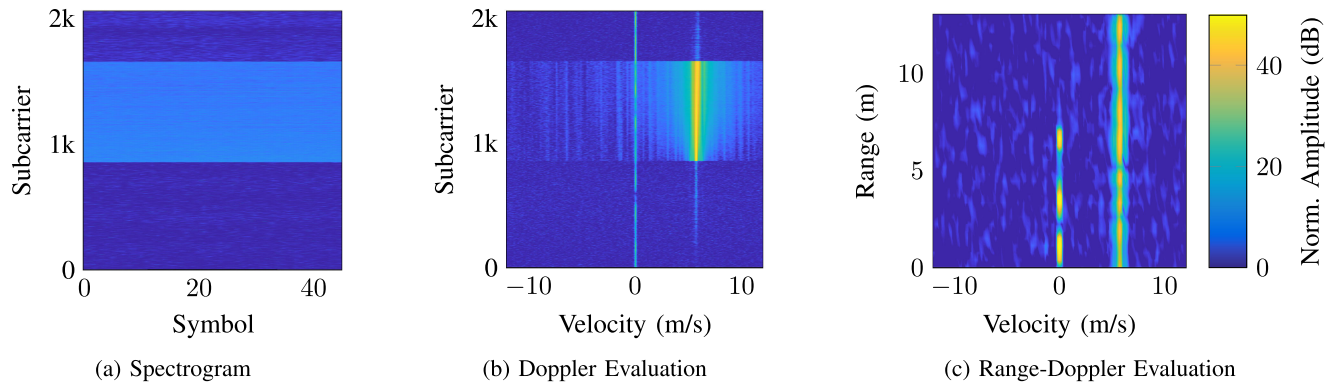 2k
1k
0
Subcarrier
0 20 40
Symbol
(a) Spectrogram
2k
1k
0
Subcarrier
−10 0 10
Velocity (m/s)
(b) Doppler Evaluation
10
5
0
Range (m)
−10 0 10
Velocity (m/s)
(c) Range-Doppler Evaluation
40
20
0
Norm. Amplitude (dB)